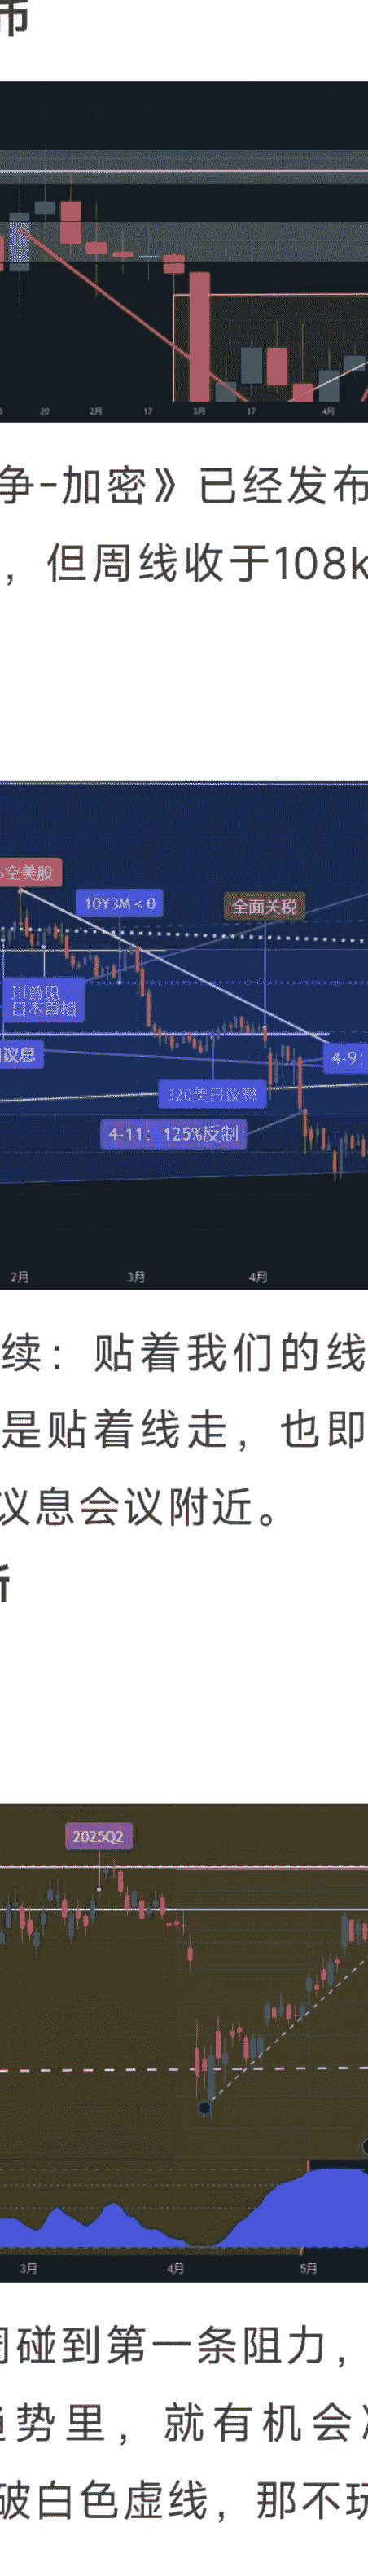 币
20
2月
17
3月
17
4月
争-加密》已经发布
，但周线收于108k
空美股
10Y3M < 0
全面关税
川普见
日本首相
议息
4-9:
320美日议息
4-11: 125%反制
2月
3月
4月
续：贴着我们的线
是贴着线走，也即
议息会议附近。
2025Q2
3月
4月
5月
碰到第一条阻力，
势里，就有机会
破白色虚线，那不玩